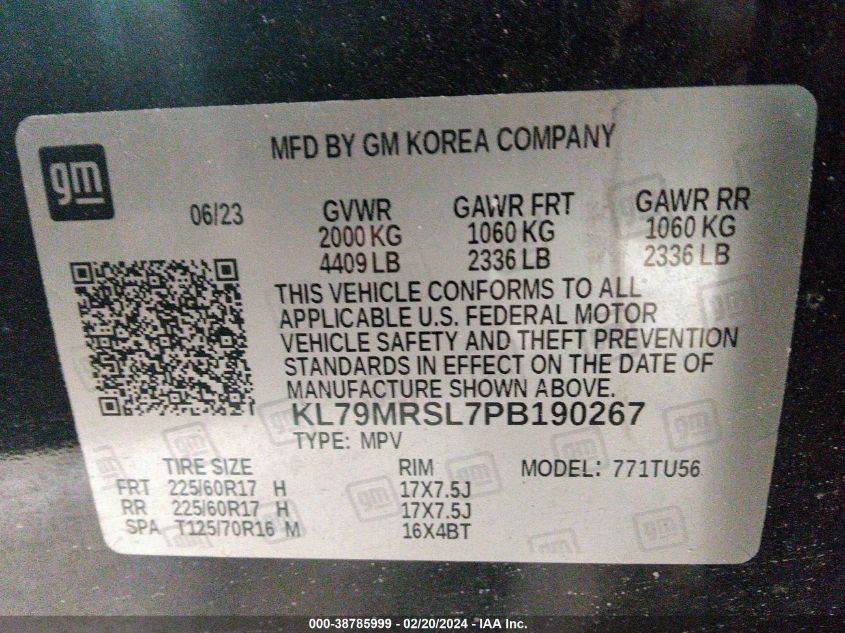 MFD BY GM KOREA COMPANY
gm
06/23
GVWR GAWR FRT GAWR RR
2000 KG 1060 KG 1060 KG
4409 LB 2336 LB 2336 LB
THIS VEHICLE CONFORMS TO ALL
APPLICABLE U.S. FEDERAL MOTOR
VEHICLE SAFETY AND THEFT PREVENTION
STANDARDS IN EFFECT ON THE DATE OF
MANUFACTURE SHOWN ABOVE.
KL79MRSL7PB190267
TYPE: MPV
TIRE SIZE RIM MODEL: 771TU56
FRT 225/60R17 H 17X7.5J
RR 225/60R17 H 17X7.5J
SPA T125/70R16 M 16X4BT
000-38785999 - 02/20/2024 - IAA Inc.